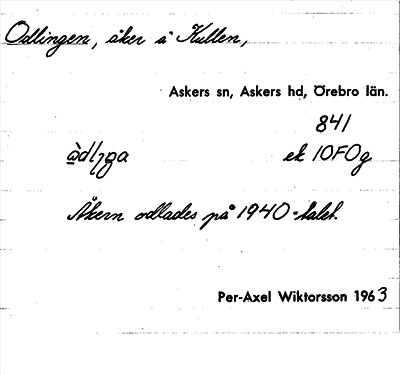 Odlingen, åker å Kullen,
Askers sn, Askers hd, Örebro län.
841
ek 10F0g
Åkern odlades på 1940-talet.
Per-Axel Wiktorsson 1963